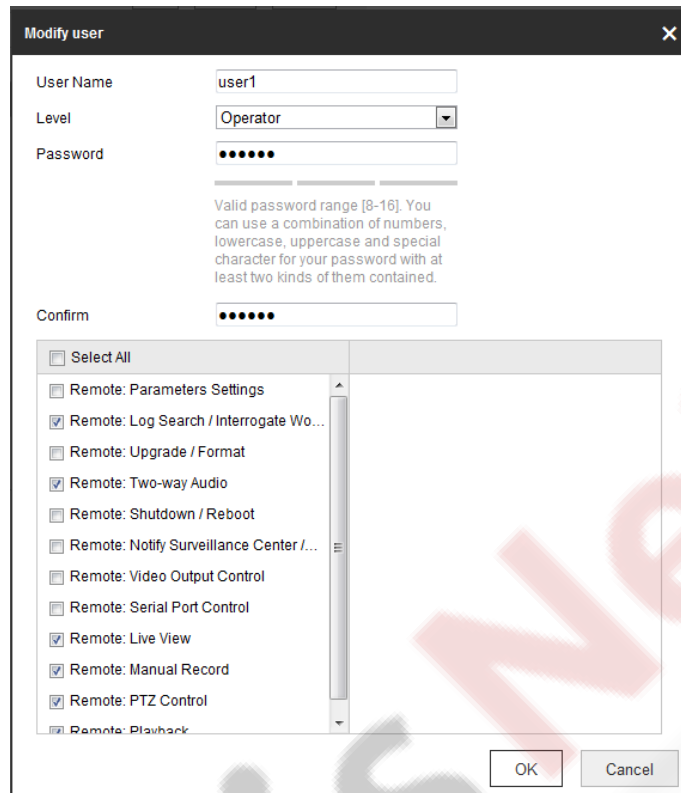 Modify user
User Name user1
Level Operator
Password ●●●●●●
Valid password range [8-16]. You
can use a combination of numbers,
lowercase, uppercase and special
character for your password with at
least two kinds of them contained.
Confirm ●●●●●●
Select All
Remote: Parameters Settings
Remote: Log Search / Interrogate Wo...
Remote: Upgrade / Format
Remote: Two-way Audio
Remote: Shutdown / Reboot
Remote: Notify Surveillance Center /...
Remote: Video Output Control
Remote: Serial Port Control
Remote: Live View
Remote: Manual Record
Remote: PTZ Control
Remote: Playback
OK Cancel